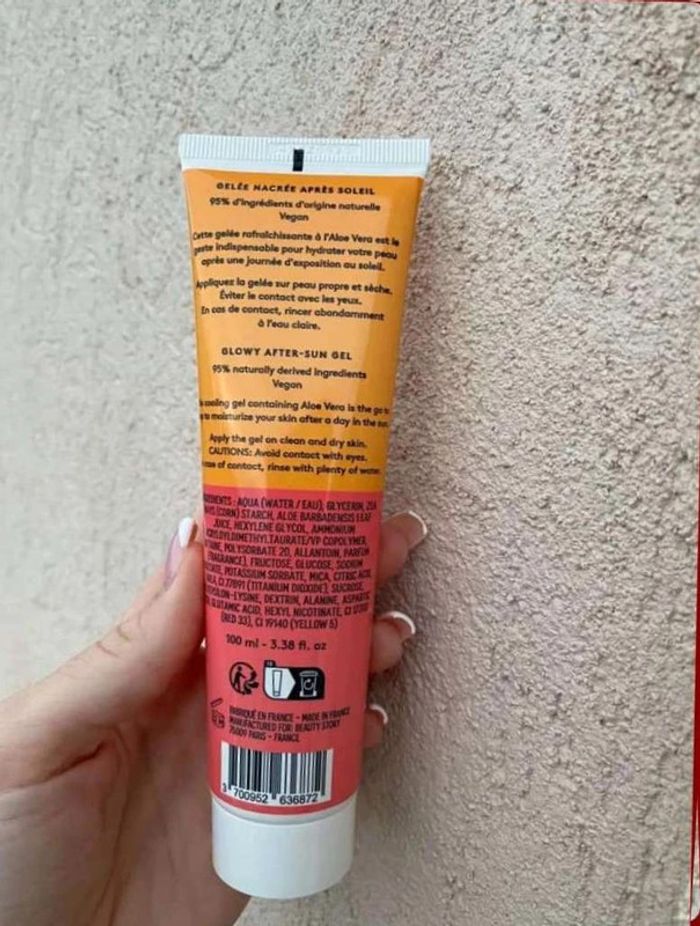 GELÉE NACRÉE APRÈS SOLEIL
95% d'ingrédients d'origine naturelle
Vegan
Cette gelée rafraîchissante à l'Aloe Vera est le
geste indispensable pour hydrater votre peau
après une journée d'exposition au soleil.
Appliquez la gelée sur peau propre et sèche.
Éviter le contact avec les yeux.
En cas de contact, rincer abondamment
à l'eau claire.
GLOWY AFTER-SUN GEL
95% naturally derived ingredients
Vegan
cooling gel containing Aloe Vera is the go
to moisturize your skin after a day in the sun.
Apply the gel on clean and dry skin.
CAUTIONS: Avoid contact with eyes.
case of contact, rinse with plenty of water.
INGREDIENTS : AQUA (WATER / EAU), GLYCERIN, ZEA
MAYS (CORN) STARCH, ALOE BARBADENSIS LEAF
JUICE, HEXYLENE GLYCOL, AMMONIUM
ACRYLOYLDIMETHYLTAURATE/VP COPOLYMER,
POLYSORBATE 20, ALLANTOIN, PARFUM
(FRAGRANCE), FRUCTOSE, GLUCOSE, SODIUM
POTASSIUM SORBATE, MICA, CITRIC ACID,
CI 77891 (TITANIUM DIOXIDE), SUCROSE,
EPSILON-LYSINE, DEXTRIN, ALANINE, ASPARTIC
GLUTAMIC ACID, HEXYL NICOTINATE, CI 17200
(RED 33), CI 19140 (YELLOW 5)
100 ml - 3.38 fl. oz
FABRIQUÉ EN FRANCE - MADE IN FRANCE
MANUFACTURED FOR: BEAUTY STORY
75009 PARIS - FRANCE
3 700952 636872